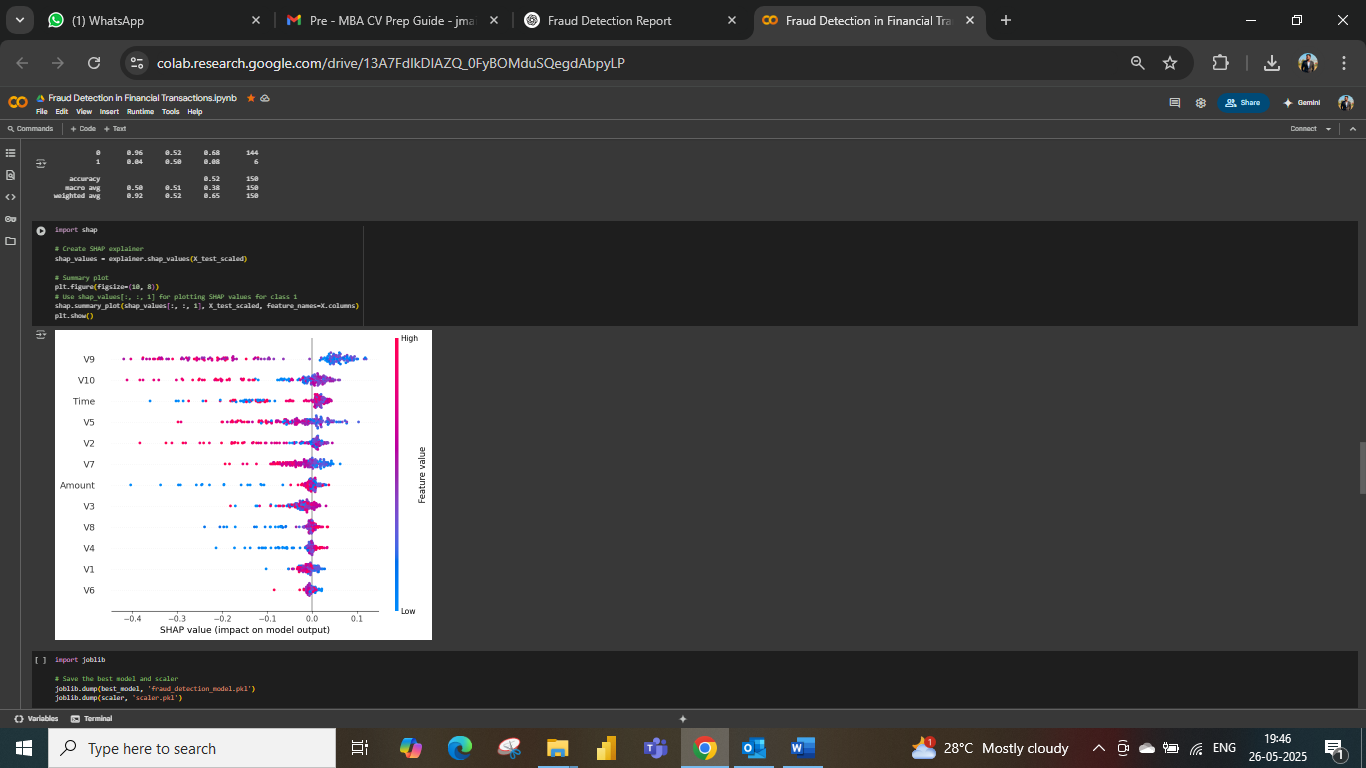 (1) WhatsApp
Pre - MBA CV Prep Guide - jma
Fraud Detection Report
Fraud Detection in Financial Tra
colab.research.google.com/drive/13A7FdIkDIAZQ_0FyBOMduSQegdAbpyLP
Fraud Detection in Financial Transactions.ipynb
File Edit View Insert Runtime Tools Help
Share
Gemini
Commands + Code + Text
Connect
0 0.96 0.52 0.68 144
1 0.04 0.50 0.08 6
accuracy 0.52 150
macro avg 0.50 0.51 0.38 150
weighted avg 0.92 0.52 0.65 150
import shap
# Create SHAP explainer
shap_values = explainer.shap_values(X_test_scaled)
# Summary plot
plt.figure(figsize=(10, 8))
# Use shap_values[:, :, 1] for plotting SHAP values for class 1
shap.summary_plot(shap_values[:, :, 1], X_test_scaled, feature_names=X.columns)
plt.show()
High
V9
V10
Time
V5
V2
V7
Amount
V3
V8
V4
V1
V6
Feature value
Low
−0.4 −0.3 −0.2 −0.1 0.0 0.1
SHAP value (impact on model output)
[ ] import joblib
# Save the best model and scaler
joblib.dump(best_model, 'fraud_detection_model.pkl')
joblib.dump(scaler, 'scaler.pkl')
Variables Terminal
Type here to search
1
28°C Mostly cloudy
ENG
19:46
26-05-2025
1